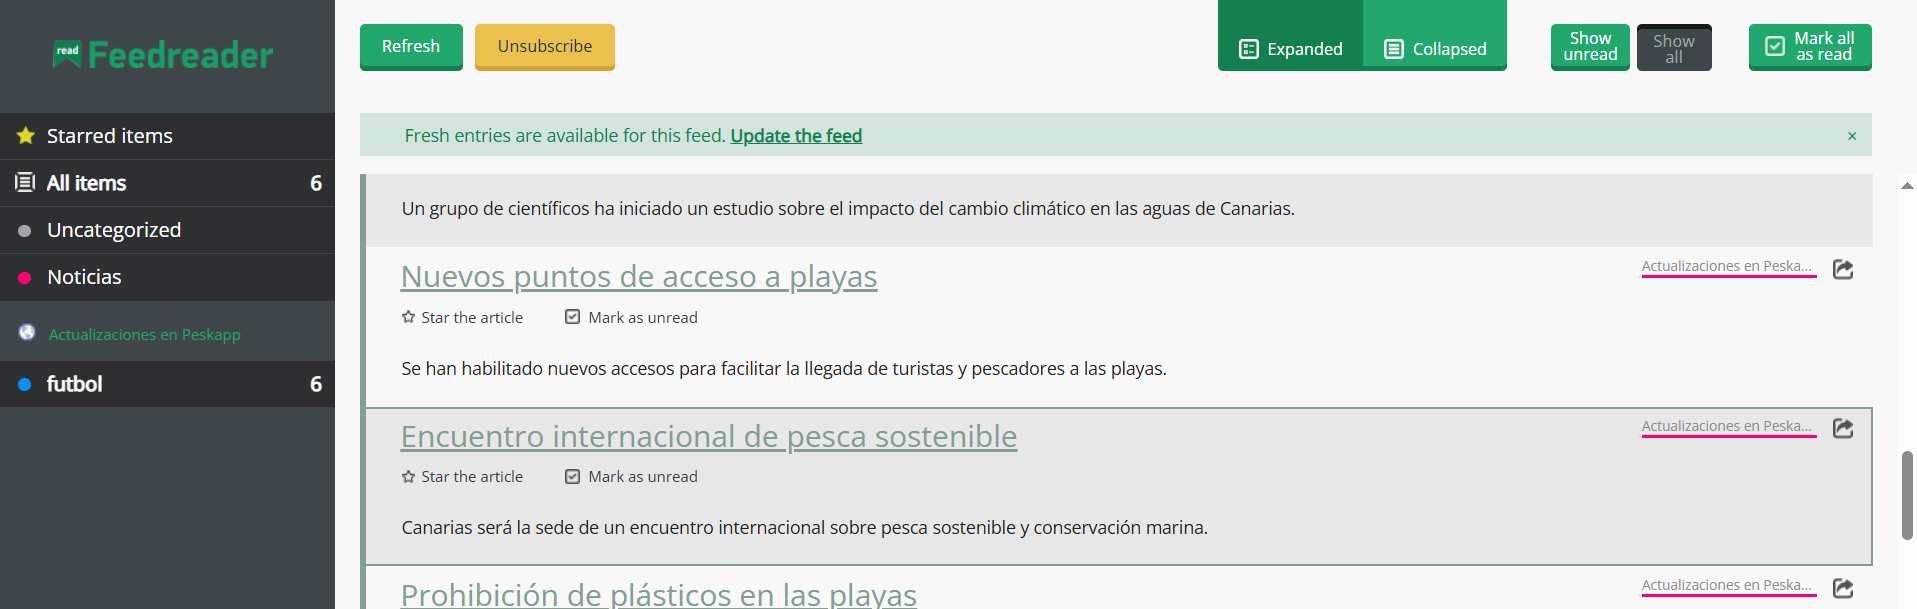 read Feedreader
Refresh
Unsubscribe
Expanded
Collapsed
Show
unread
Show
all
Mark all
as read
Starred items
All items 6
Uncategorized
Noticias
Actualizaciones en Peskapp
futbol 6
Fresh entries are available for this feed. Update the feed ×
Un grupo de científicos ha iniciado un estudio sobre el impacto del cambio climático en las aguas de Canarias.
Nuevos puntos de acceso a playas
Actualizaciones en Peska...
Star the article Mark as unread
Se han habilitado nuevos accesos para facilitar la llegada de turistas y pescadores a las playas.
Encuentro internacional de pesca sostenible
Actualizaciones en Peska...
Star the article Mark as unread
Canarias será la sede de un encuentro internacional sobre pesca sostenible y conservación marina.
Prohibición de plásticos en las playas
Actualizaciones en Peska...